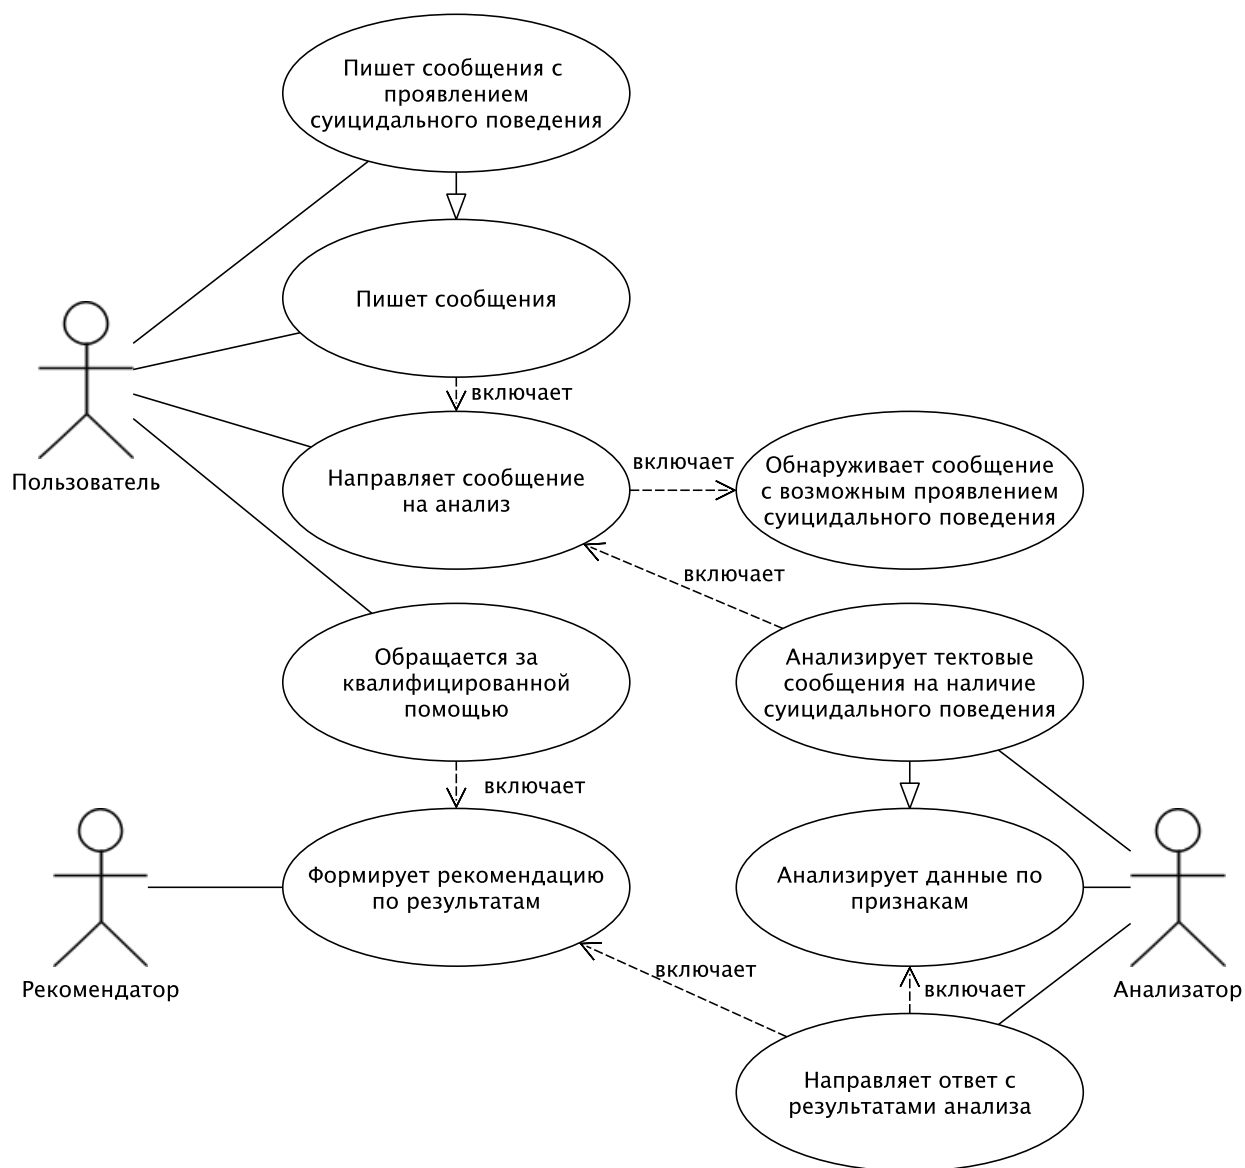 Пишет сообщения с
проявлением
суицидального поведения
Пишет сообщения
включает
Пользователь
Направляет сообщение
на анализ
включает
Обнаруживает сообщение
с возможным проявлением
суицидального поведения
включает
Обращается за
квалифицированной
помощью
Анализирует тектовые
сообщения на наличие
суицидального поведения
включает
Формирует рекомендацию
по результатам
Анализирует данные по
признакам
включает
Рекомендатор
включает
Анализатор
Направляет ответ с
результатами анализа